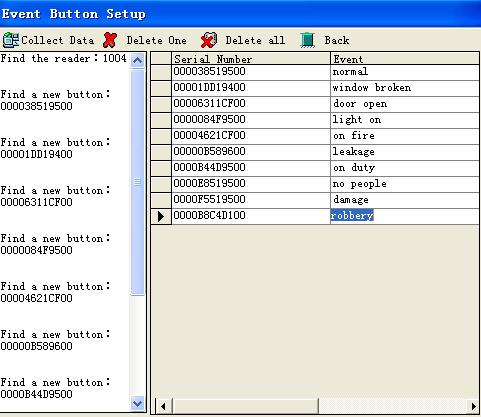 Event Button Setup
Collect Data Delete One Delete all Back
Find the reader：1004
Find a new button：
000038519500
Find a new button：
00001DD19400
Find a new button：
00006311CF00
Find a new button：
0000084F9500
Find a new button：
00004621CF00
Find a new button：
00000B589600
Find a new button：
0000B44D9500
Serial Number Event
000038519500 normal
00001DD19400 window broken
00006311CF00 door open
0000084F9500 light on
00004621CF00 on fire
00000B589600 leakage
0000B44D9500 on duty
0000E8519500 no people
0000F5519500 damage
0000B8C4D100 robbery